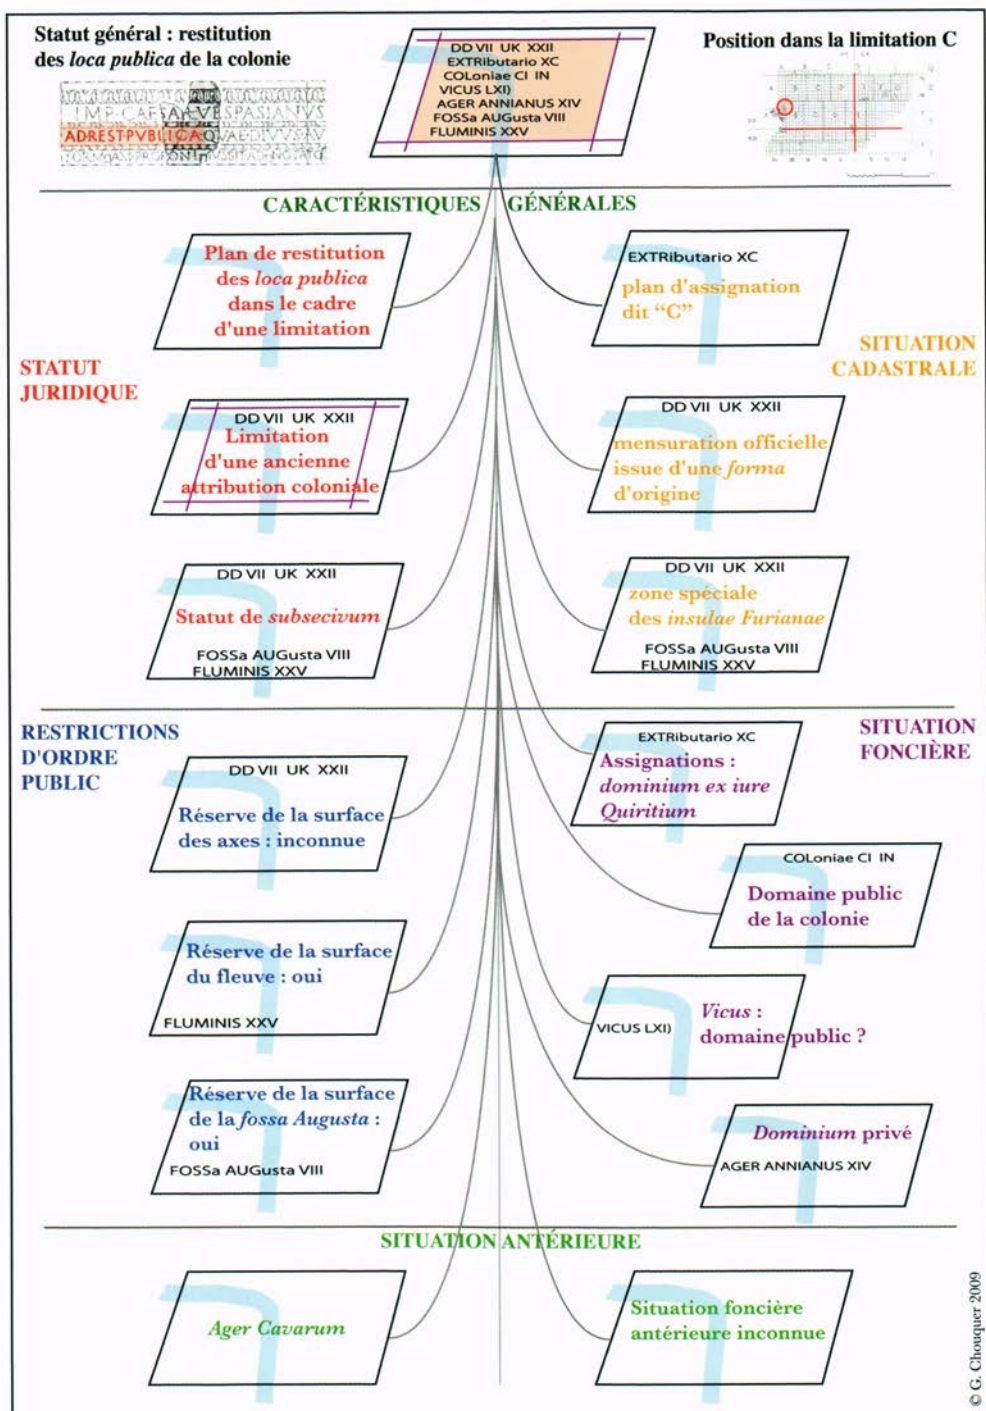 Statut général : restitution
des loca publica de la colonie
IMP·CAESAR·VESPASIANVS
ADREST·PVBLICA·QVAEDIVVSAV
DD VII UK XXII
EXTRibutario XC
COLoniae CI IN
VICUS LXI)
AGER ANNIANUS XIV
FOSSa AUGusta VIII
FLUMINIS XXV
Position dans la limitation C
CARACTÉRISTIQUES GÉNÉRALES
STATUT
JURIDIQUE
Plan de restitution
des loca publica
dans le cadre
d'une limitation
EXTRibutario XC
plan d'assignation
dit “C”
SITUATION
CADASTRALE
DD VII UK XXII
Limitation
d'une ancienne
attribution coloniale
DD VII UK XXII
mensuration officielle
issue d'une forma
d'origine
DD VII UK XXII
Statut de subsecivum
FOSSa AUGusta VIII
FLUMINIS XXV
DD VII UK XXII
zone spéciale
des insulae Furianae
FOSSa AUGusta VIII
FLUMINIS XXV
RESTRICTIONS
D'ORDRE
PUBLIC
SITUATION
FONCIÈRE
DD VII UK XXII
Réserve de la surface
des axes : inconnue
EXTRibutario XC
Assignations :
dominium ex iure
Quiritium
COLoniae CI IN
Domaine public
de la colonie
Réserve de la surface
du fleuve : oui
FLUMINIS XXV
VICUS LXI)
Vicus :
domaine public ?
Réserve de la surface
de la fossa Augusta :
oui
FOSSa AUGusta VIII
Dominium privé
AGER ANNIANUS XIV
SITUATION ANTÉRIEURE
Ager Cavarum
Situation foncière
antérieure inconnue
© G. Chouquer 2009